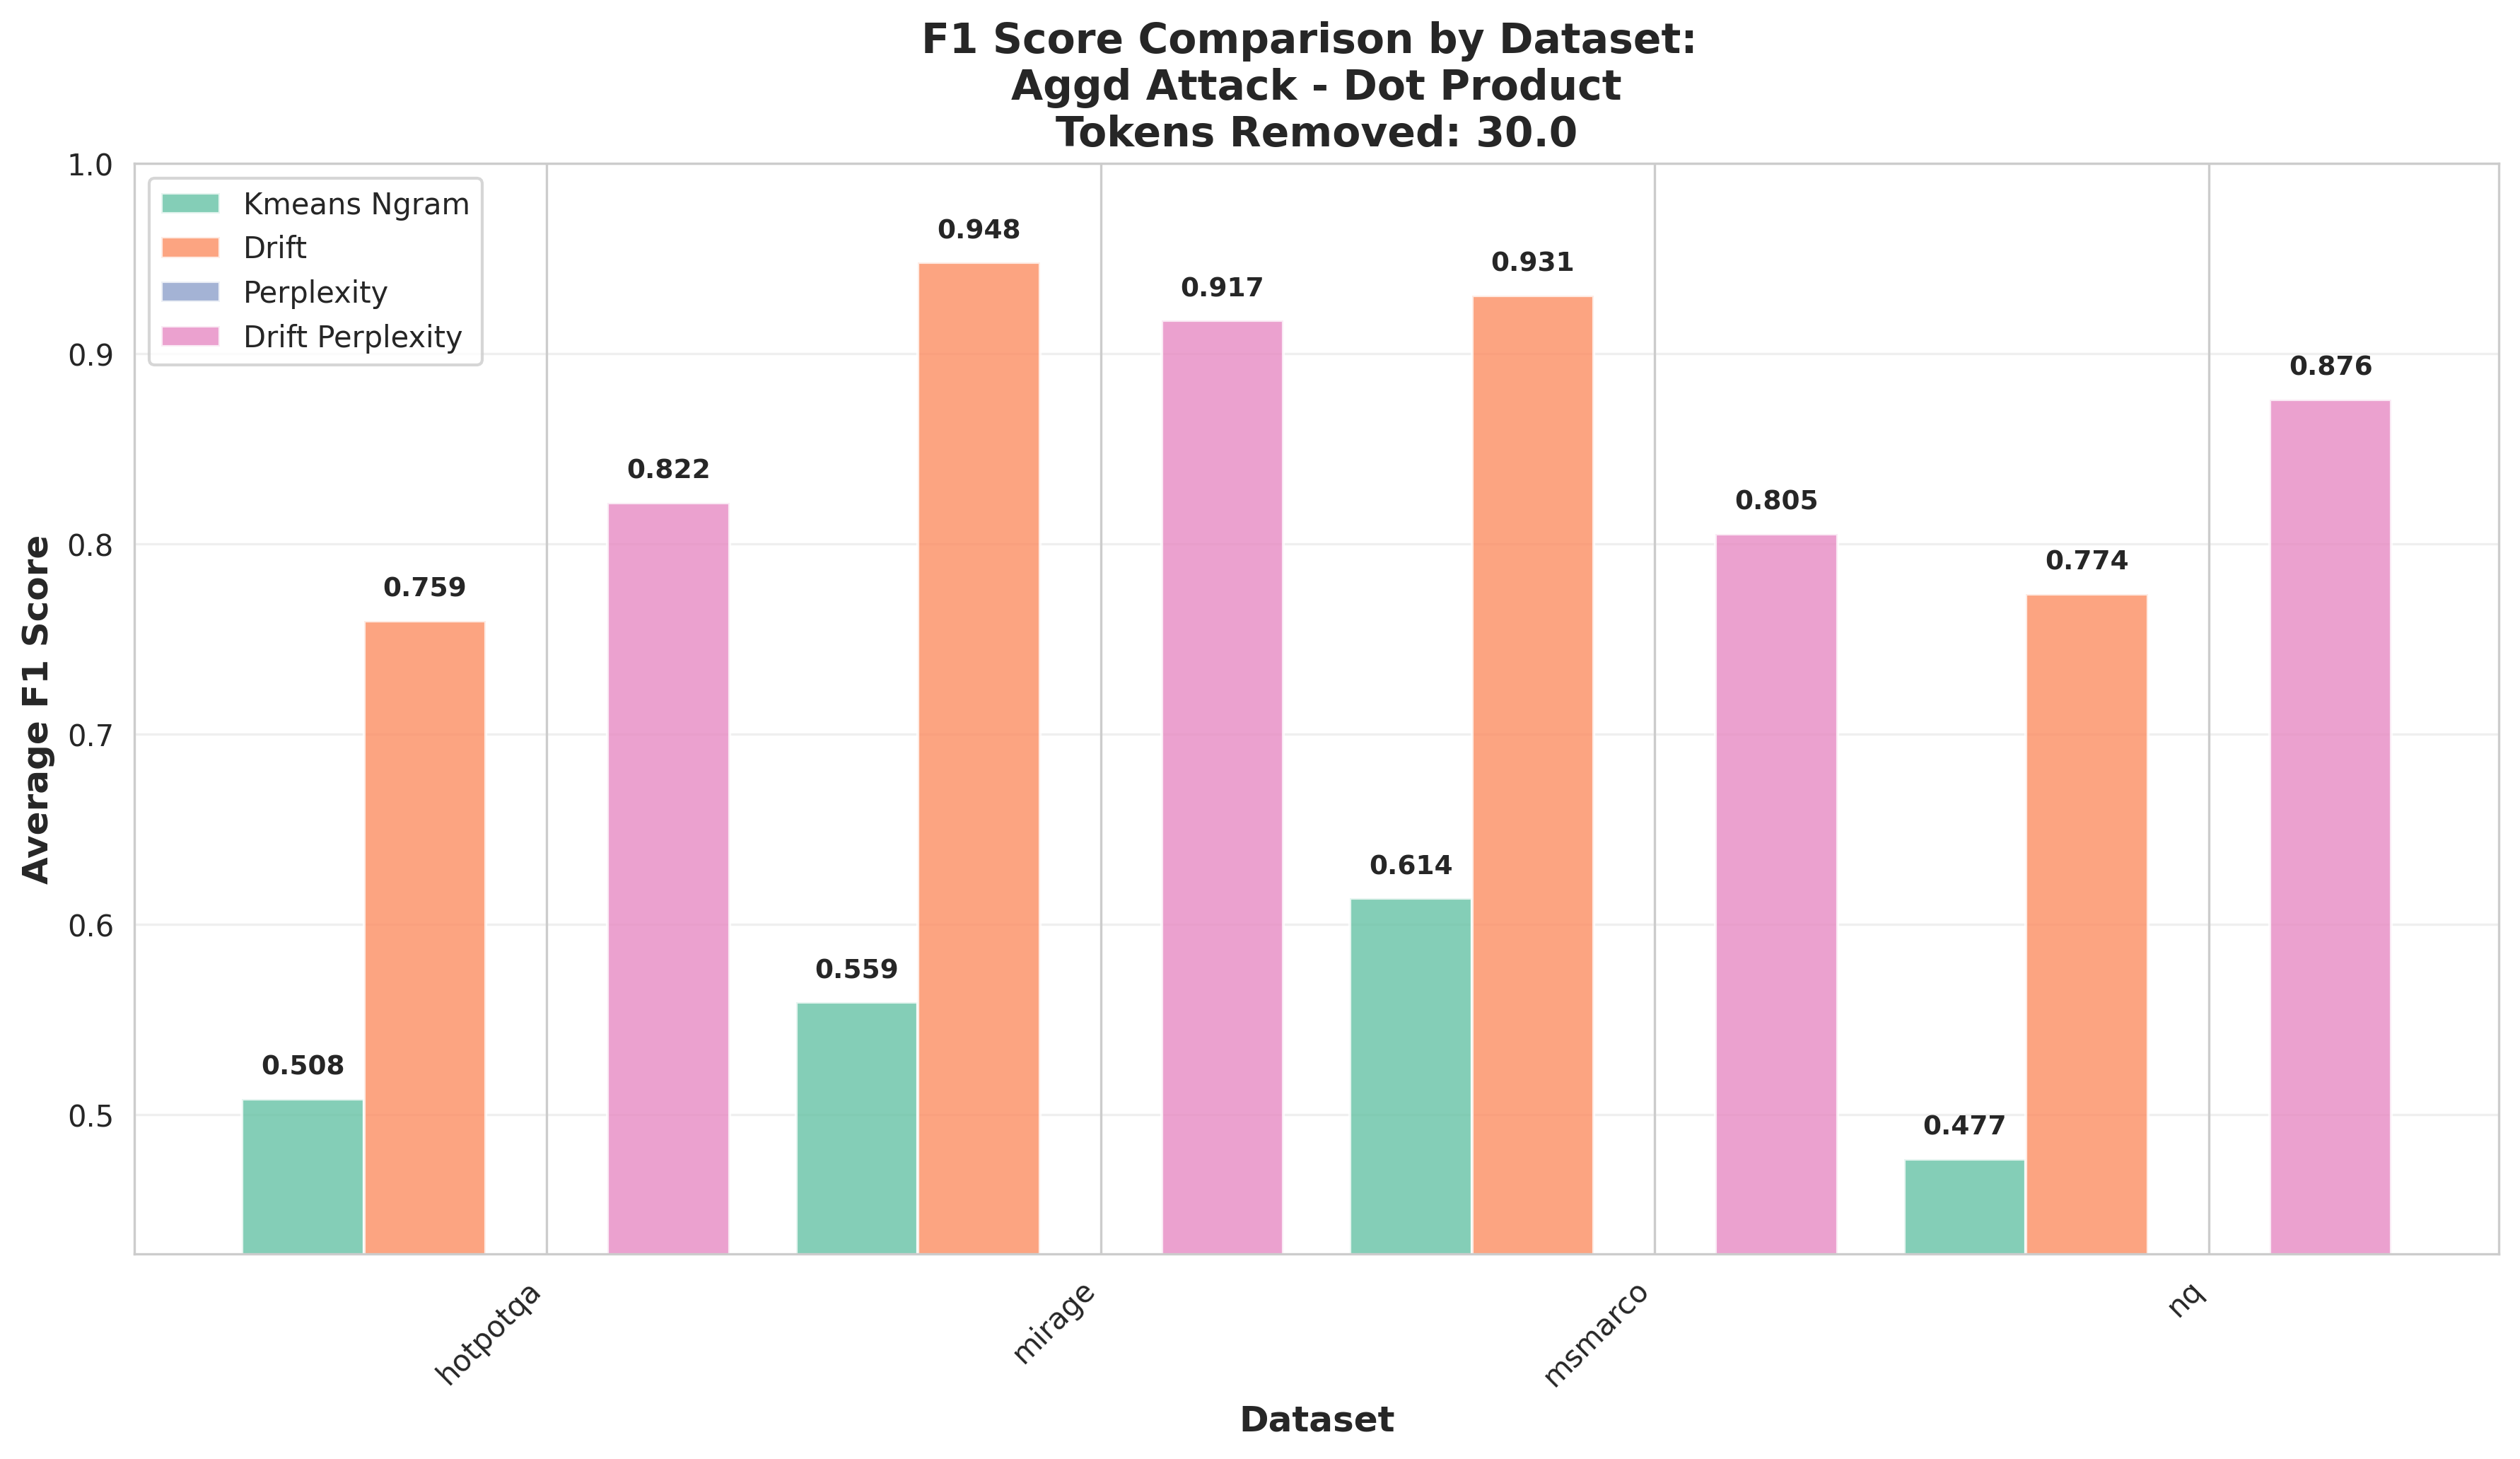 F1 Score Comparison by Dataset:
Aggd Attack - Dot Product
Tokens Removed: 30.0
Kmeans Ngram
Drift
Perplexity
Drift Perplexity
Average F1 Score
1.0
0.9
0.8
0.7
0.6
0.5
0.508
0.759
0.822
0.559
0.948
0.917
0.614
0.931
0.805
0.477
0.774
0.876
hotpotqa
mirage
msmarco
nq
Dataset